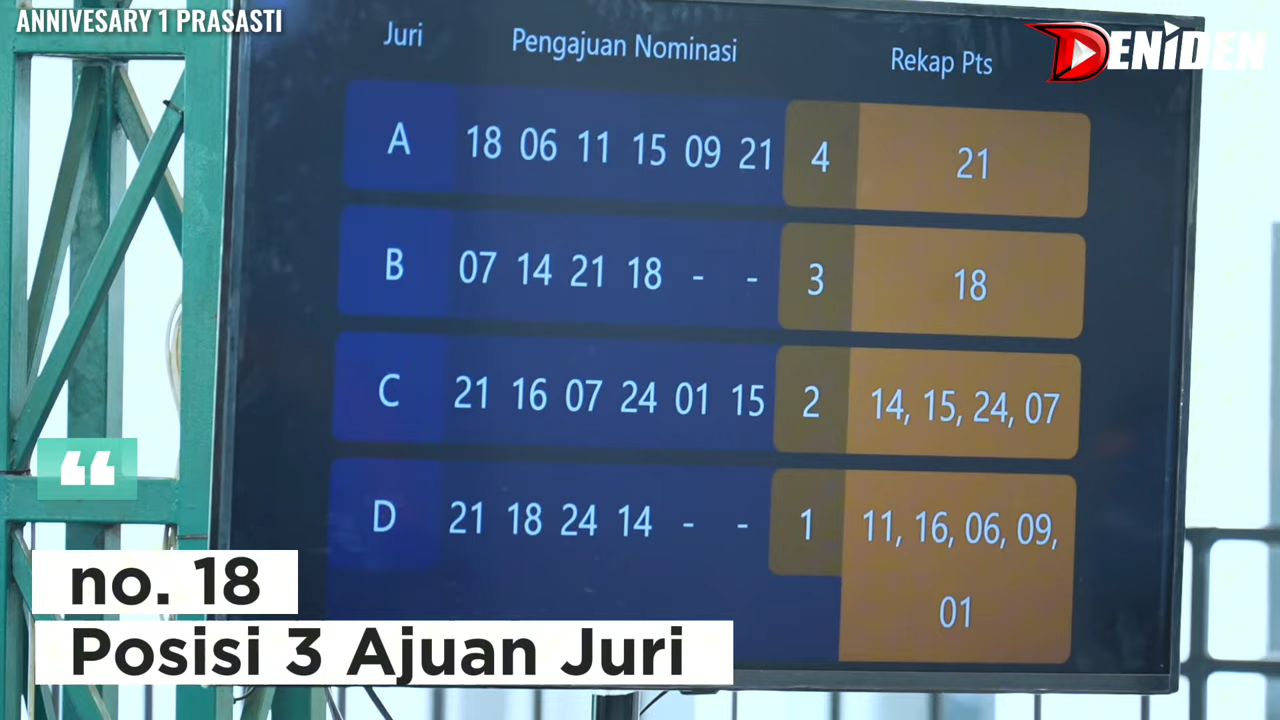 ANNIVESARY 1 PRASASTI
DENIDEN
Juri Pengajuan Nominasi Rekap Pts
A 18 06 11 15 09 21 4 21
B 07 14 21 18 - - 3 18
C 21 16 07 24 01 15 2 14, 15, 24, 07
D 21 18 24 14 - - 1 11, 16, 06, 09,
01
“
no. 18
Posisi 3 Ajuan Juri